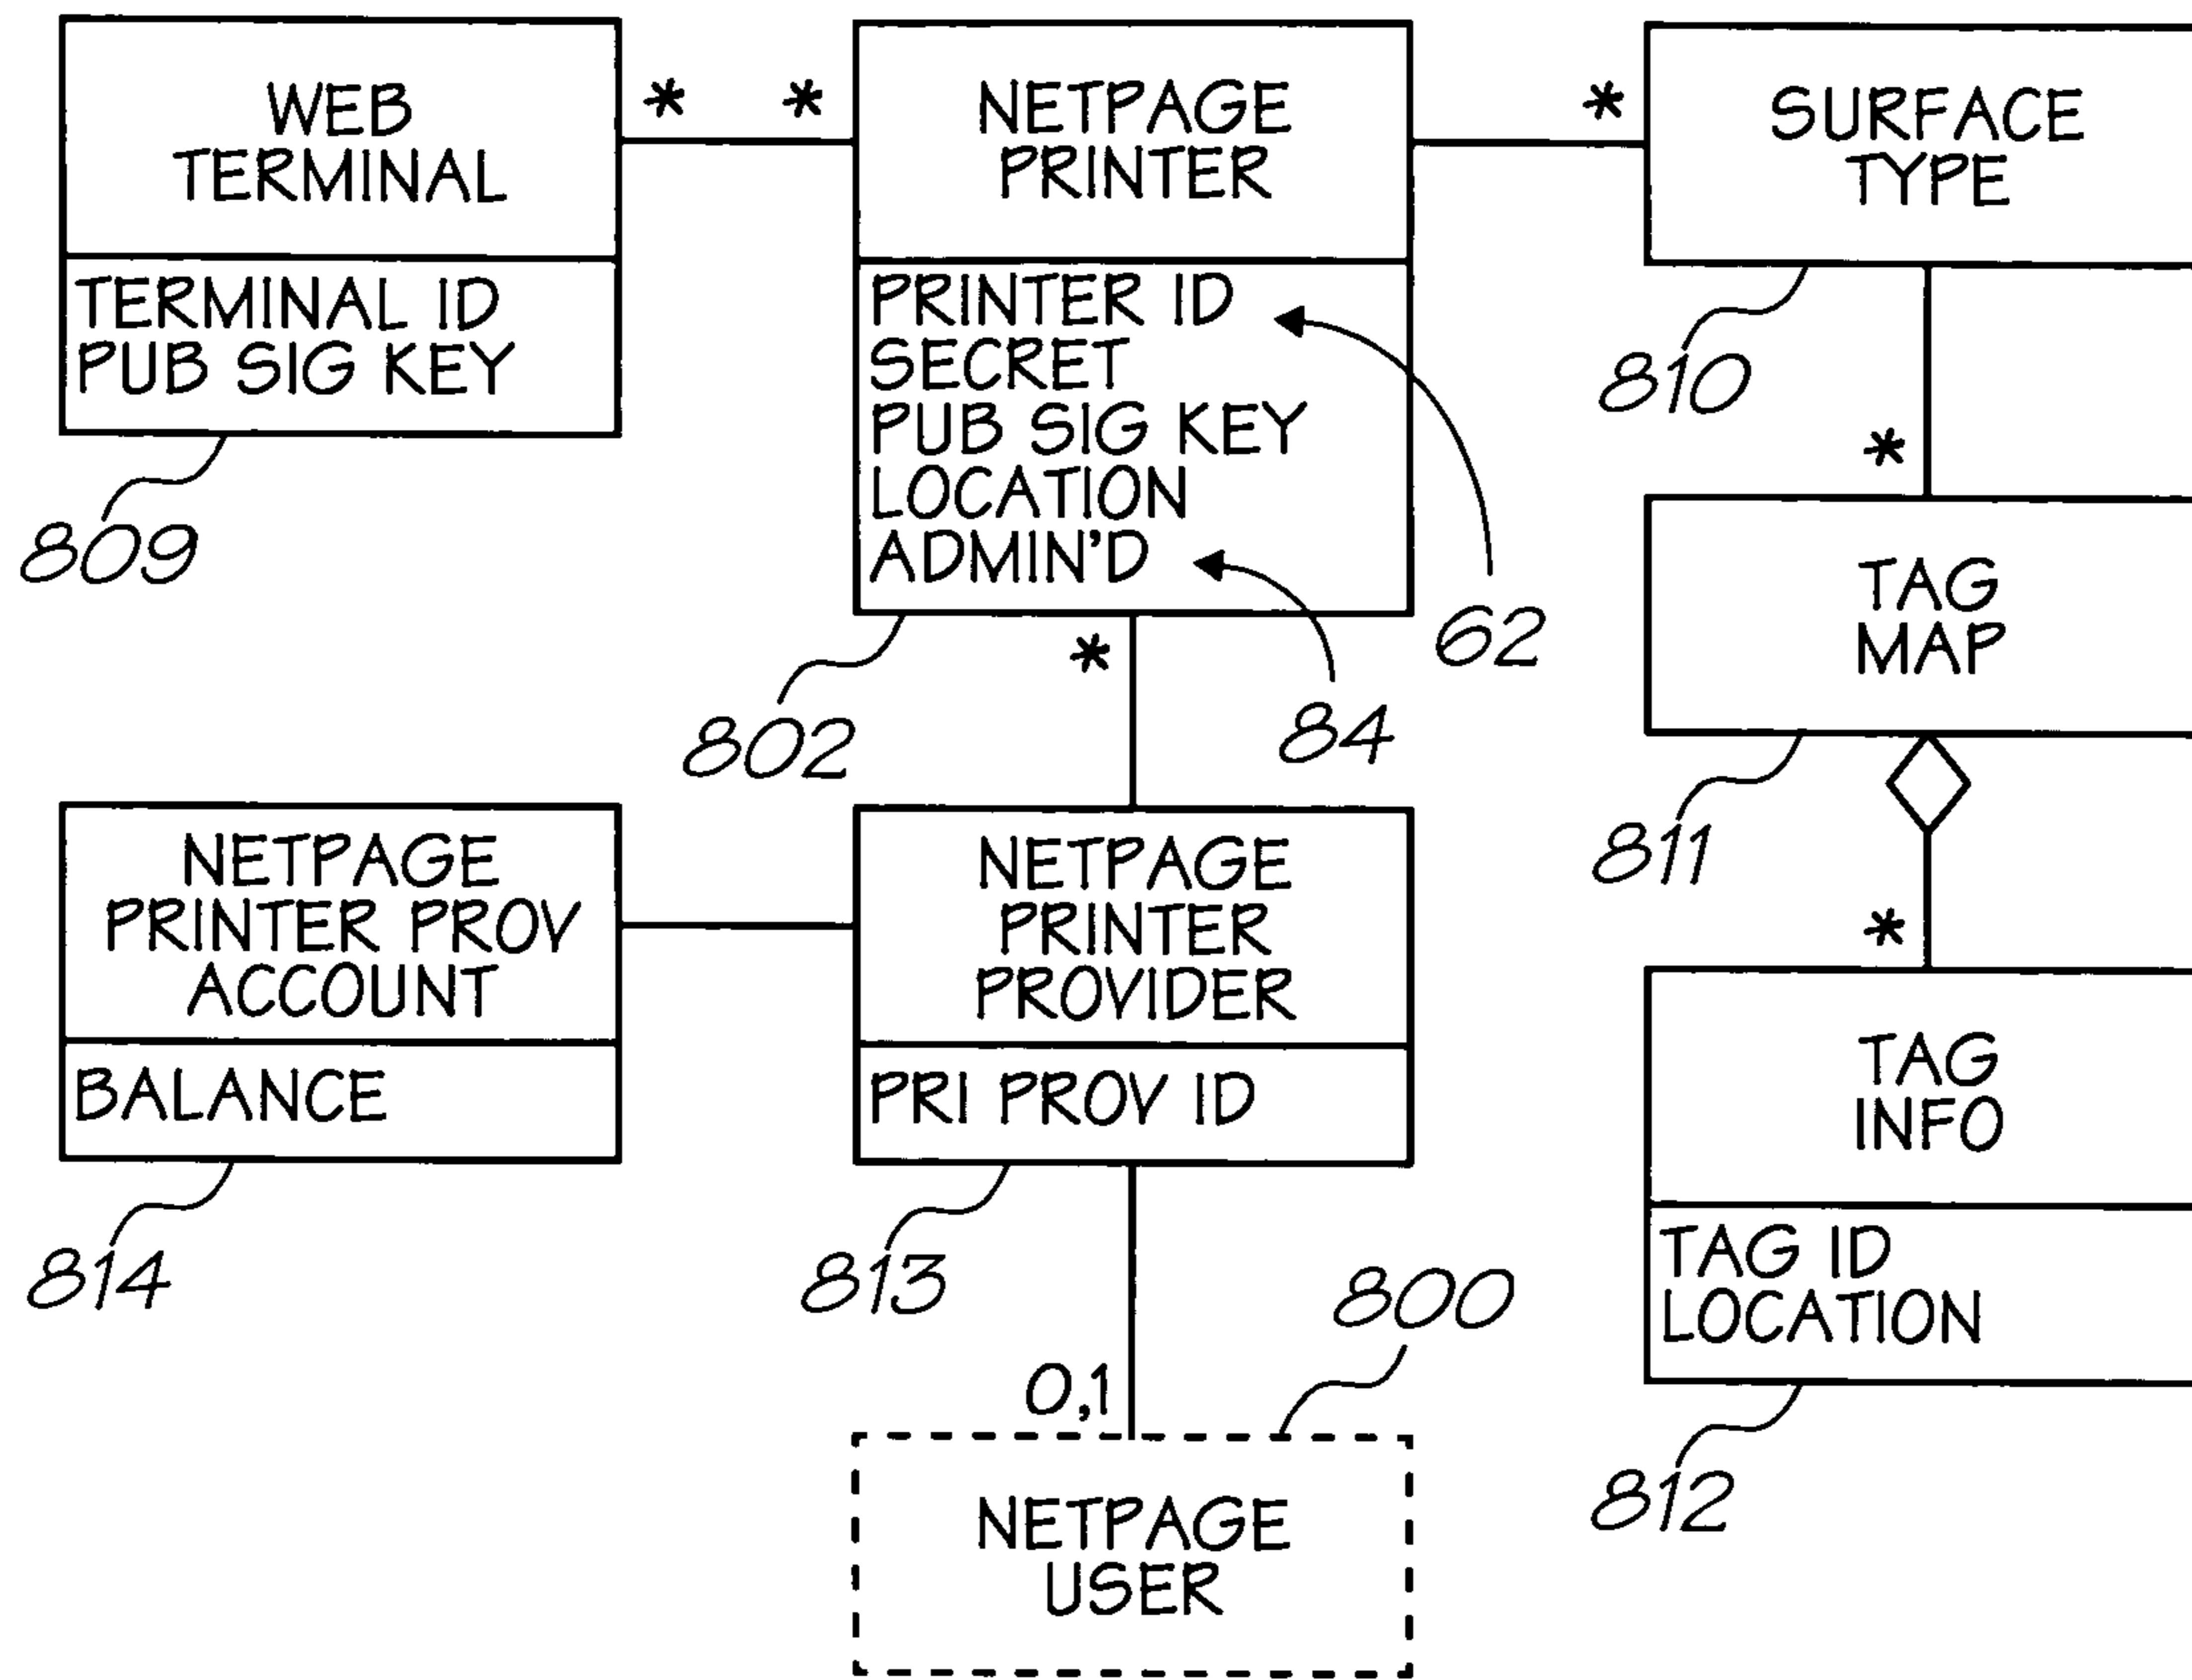 WEB
TERMINAL
* *
TERMINAL ID
PUB SIG KEY
809
NETPAGE
PRINTER
PRINTER ID
SECRET
PUB SIG KEY
LOCATION
ADMIN'D
62
84
802
*
*
SURFACE
TYPE
810
*
TAG
MAP
811
*
TAG
INFO
TAG ID
LOCATION
812
NETPAGE
PRINTER PROV
ACCOUNT
BALANCE
814
NETPAGE
PRINTER
PROVIDER
PRI PROV ID
813
800
0,1
NETPAGE
USER